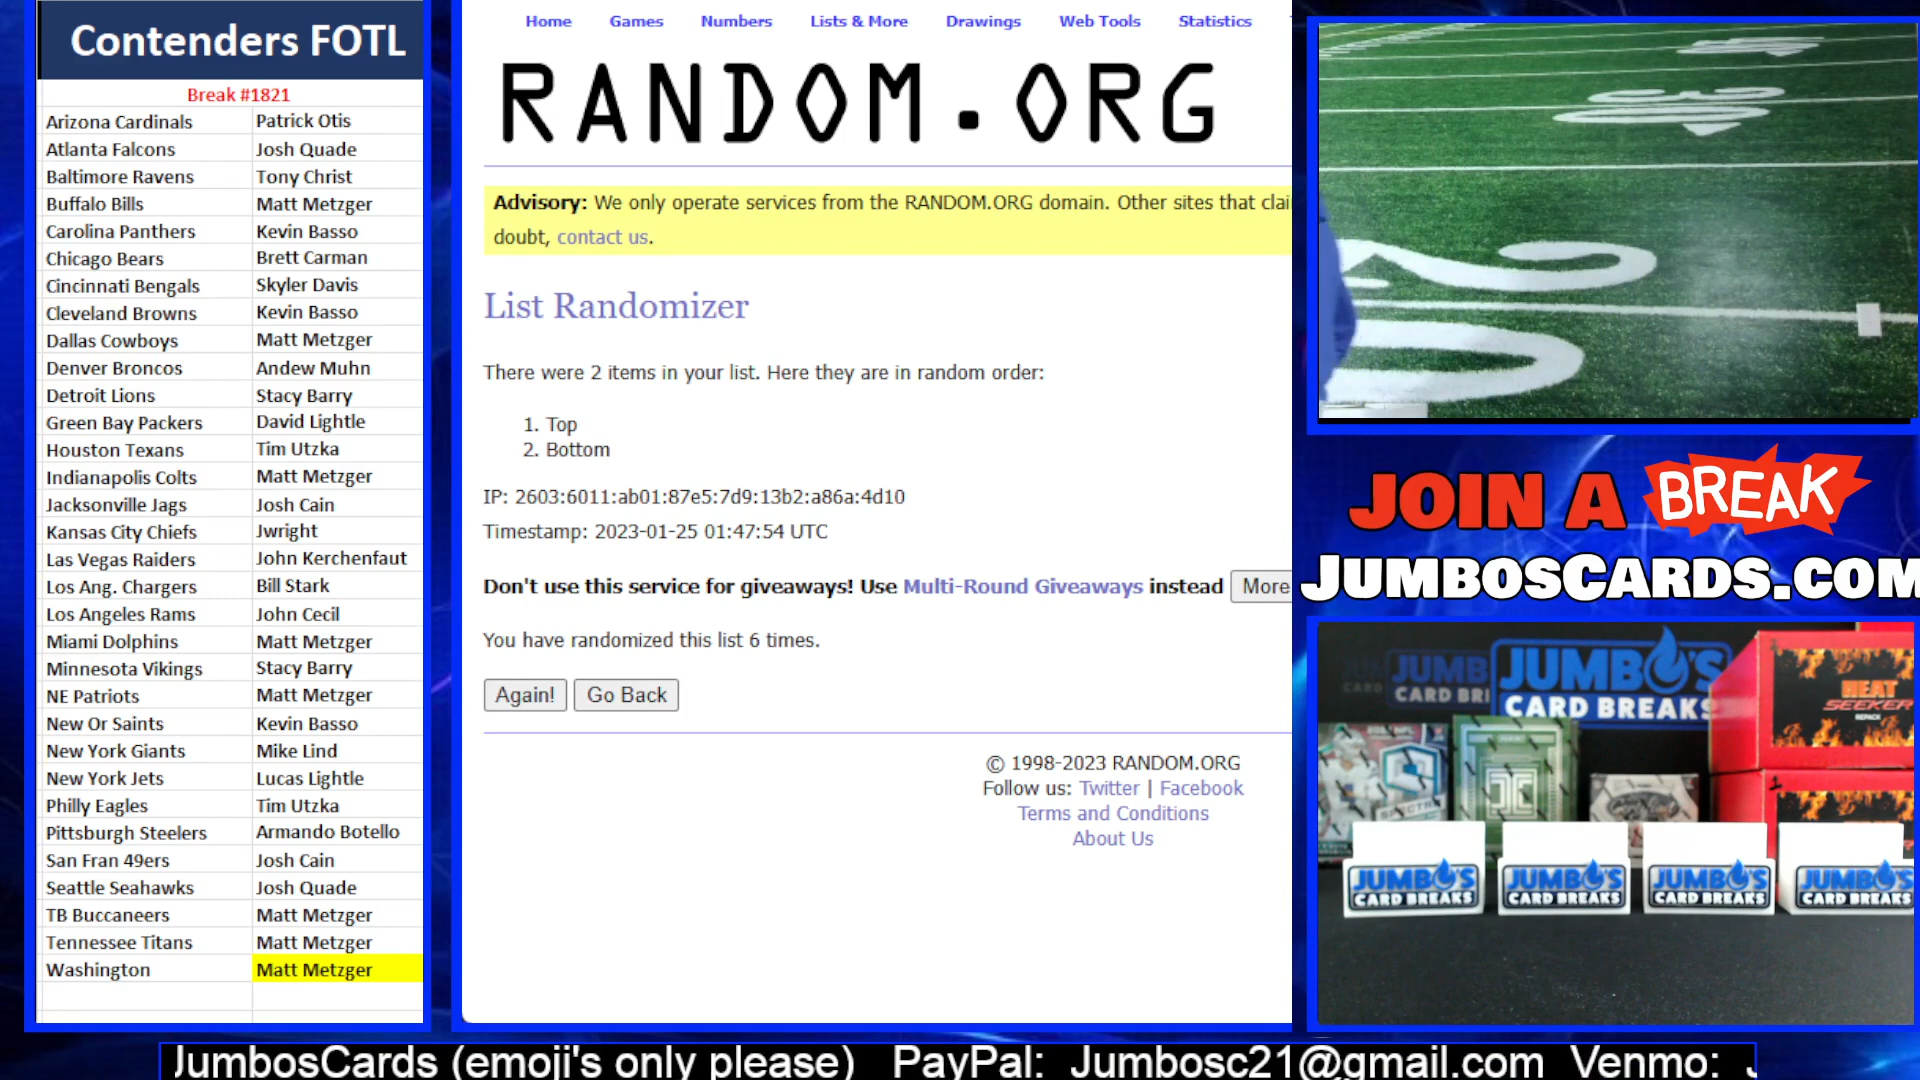 Contenders FOTL
Break #1821
Arizona Cardinals Patrick Otis
Atlanta Falcons Josh Quade
Baltimore Ravens Tony Christ
Buffalo Bills Matt Metzger
Carolina Panthers Kevin Basso
Chicago Bears Brett Carman
Cincinnati Bengals Skyler Davis
Cleveland Browns Kevin Basso
Dallas Cowboys Matt Metzger
Denver Broncos Andew Muhn
Detroit Lions Stacy Barry
Green Bay Packers David Lightle
Houston Texans Tim Utzka
Indianapolis Colts Matt Metzger
Jacksonville Jags Josh Cain
Kansas City Chiefs Jwright
Las Vegas Raiders John Kerchenfaut
Los Ang. Chargers Bill Stark
Los Angeles Rams John Cecil
Miami Dolphins Matt Metzger
Minnesota Vikings Stacy Barry
NE Patriots Matt Metzger
New Or Saints Kevin Basso
New York Giants Mike Lind
New York Jets Lucas Lightle
Philly Eagles Tim Utzka
Pittsburgh Steelers Armando Botello
San Fran 49ers Josh Cain
Seattle Seahawks Josh Quade
TB Buccaneers Matt Metzger
Tennessee Titans Matt Metzger
Washington Matt Metzger
Home Games Numbers Lists & More Drawings Web Tools Statistics
RANDOM.ORG
Advisory: We only operate services from the RANDOM.ORG domain. Other sites that clai
doubt, contact us.
List Randomizer
There were 2 items in your list. Here they are in random order:
1. Top
2. Bottom
IP: 2603:6011:ab01:87e5:7d9:13b2:a86a:4d10
Timestamp: 2023-01-25 01:47:54 UTC
Don't use this service for giveaways! Use Multi-Round Giveaways instead More
You have randomized this list 6 times.
Again! Go Back
© 1998-2023 RANDOM.ORG
Follow us: Twitter | Facebook
Terms and Conditions
About Us
JOIN A BREAK
JUMBOSCARDS.COM
JUMBO'S
CARD BREAKS
HEAT
SEEKER
REPACK
JUMBO'S JUMBO'S JUMBO'S JUMBO'S
CARD BREAKS CARD BREAKS CARD BREAKS CARD BREAKS
JumbosCards (emoji's only please) PayPal: Jumbosc21@gmail.com Venmo: